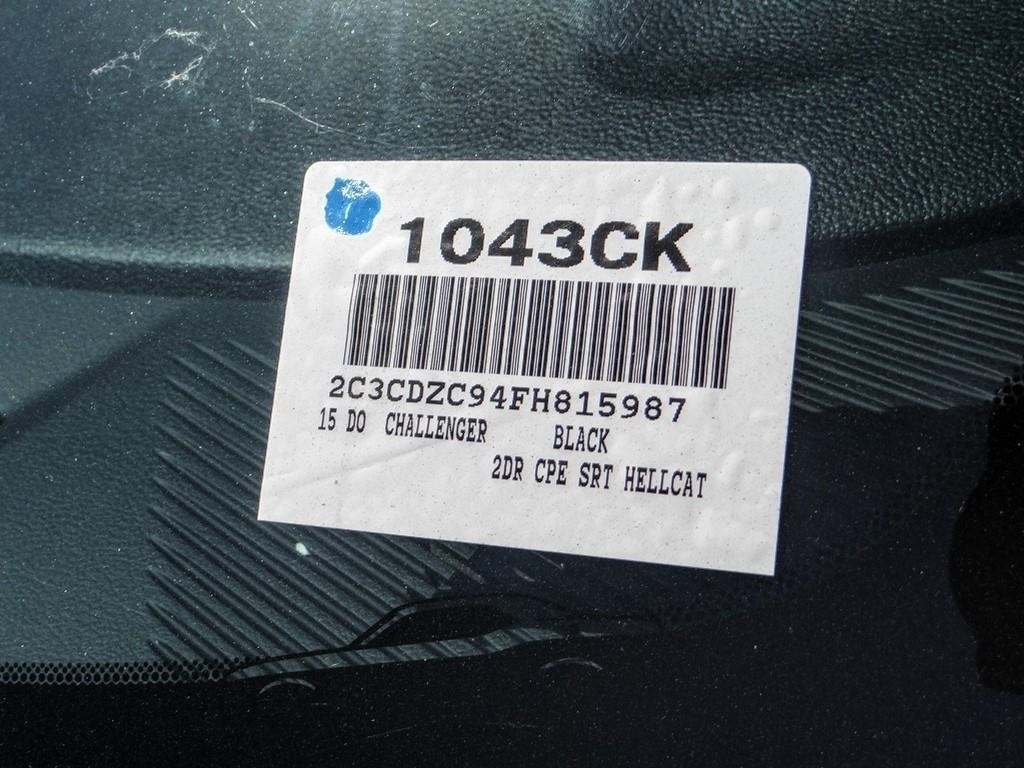 1043CK
2C3CDZC94FH815987
15 DO CHALLENGER BLACK
2DR CPE SRT HELLCAT